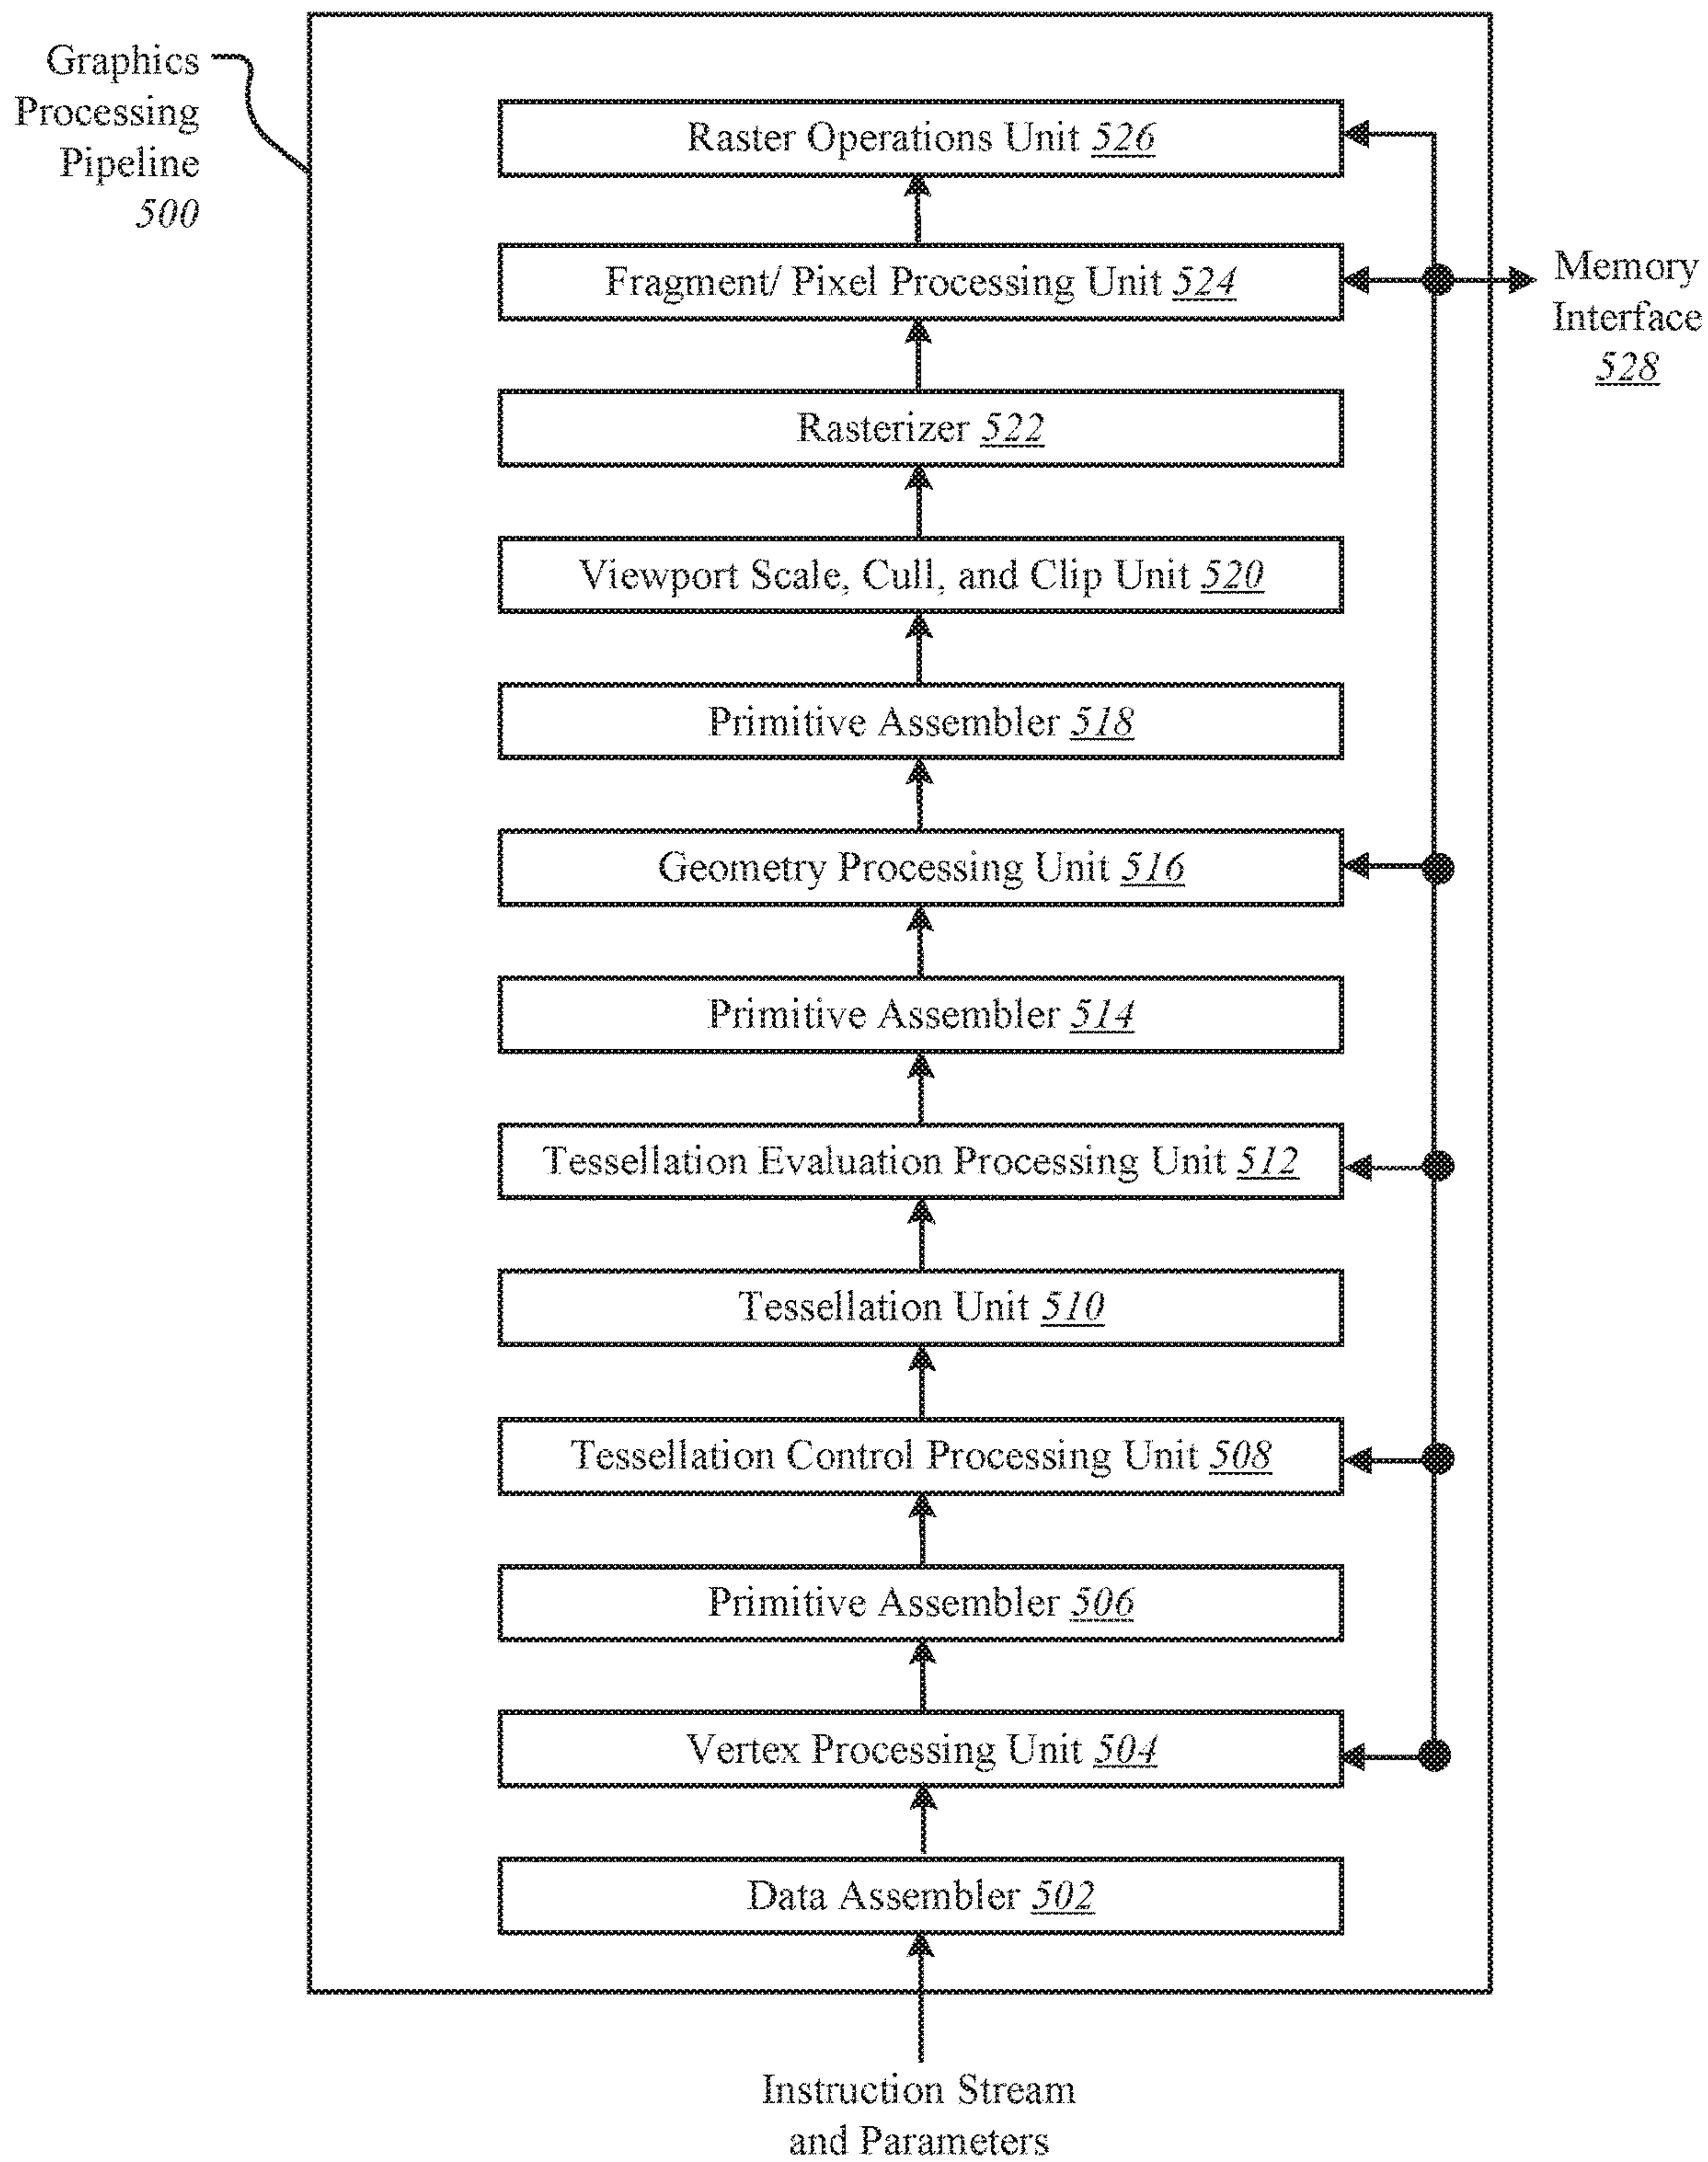 Graphics
Processing
Pipeline
500
Raster Operations Unit 526
Fragment/ Pixel Processing Unit 524
Memory
Interface
528
Rasterizer 522
Viewport Scale, Cull, and Clip Unit 520
Primitive Assembler 518
Geometry Processing Unit 516
Primitive Assembler 514
Tessellation Evaluation Processing Unit 512
Tessellation Unit 510
Tessellation Control Processing Unit 508
Primitive Assembler 506
Vertex Processing Unit 504
Data Assembler 502
Instruction Stream
and Parameters